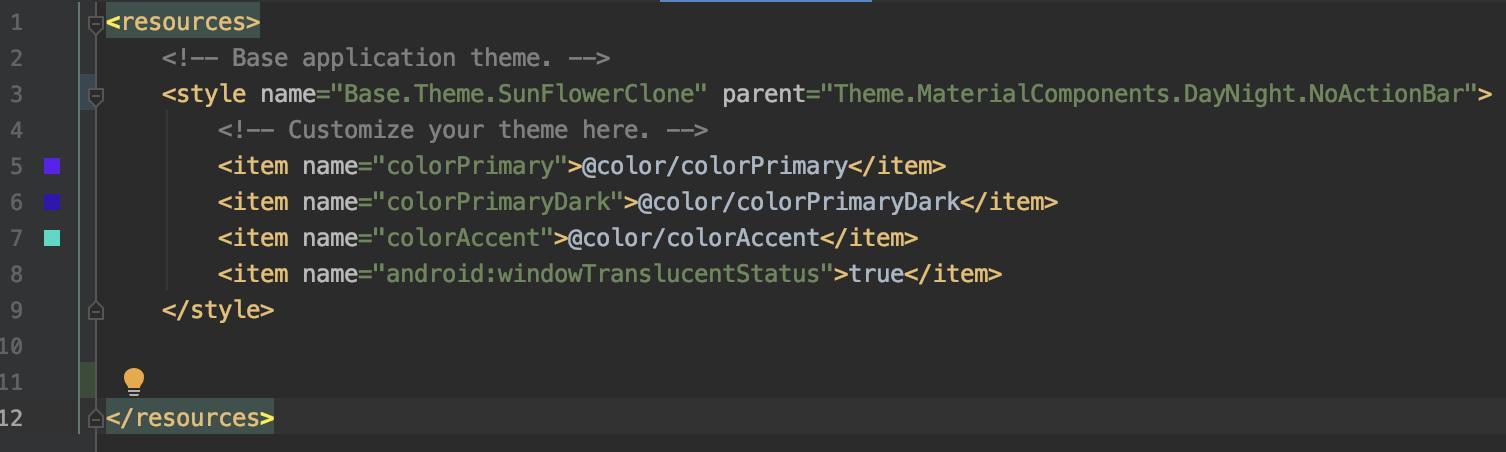 1 <resources>
2 <!-- Base application theme. -->
3 <style name="Base.Theme.SunFlowerClone" parent="Theme.MaterialComponents.DayNight.NoActionBar">
4 <!-- Customize your theme here. -->
5 <item name="colorPrimary">@color/colorPrimary</item>
6 <item name="colorPrimaryDark">@color/colorPrimaryDark</item>
7 <item name="colorAccent">@color/colorAccent</item>
8 <item name="android:windowTranslucentStatus">true</item>
9 </style>
10
11
12 </resources>